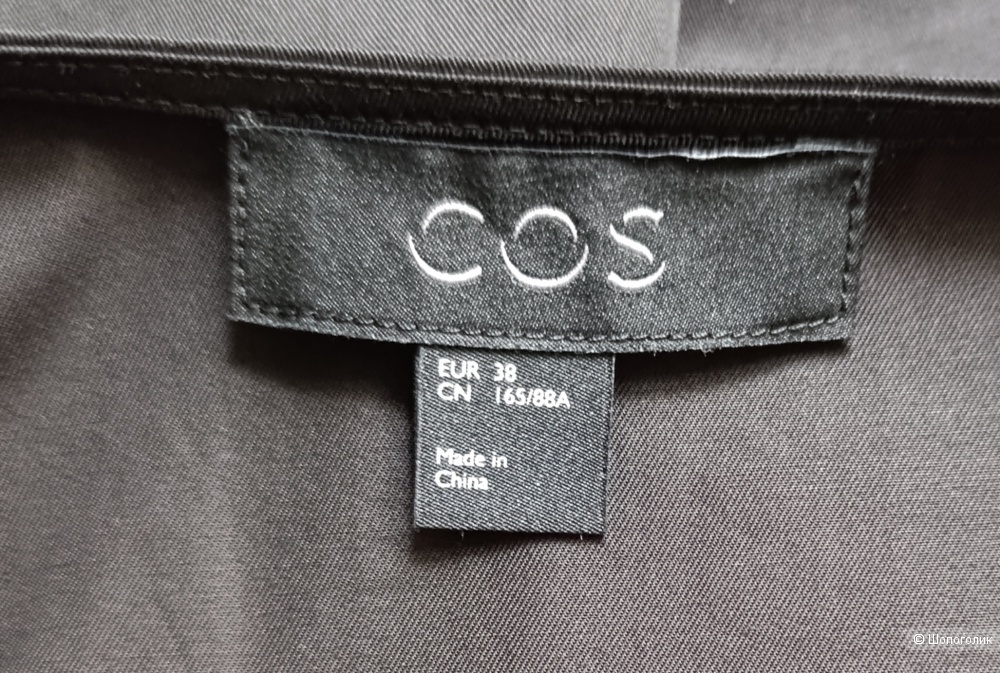 COS
EUR 38
CN 165/88A
Made in
China
© Шопоголик